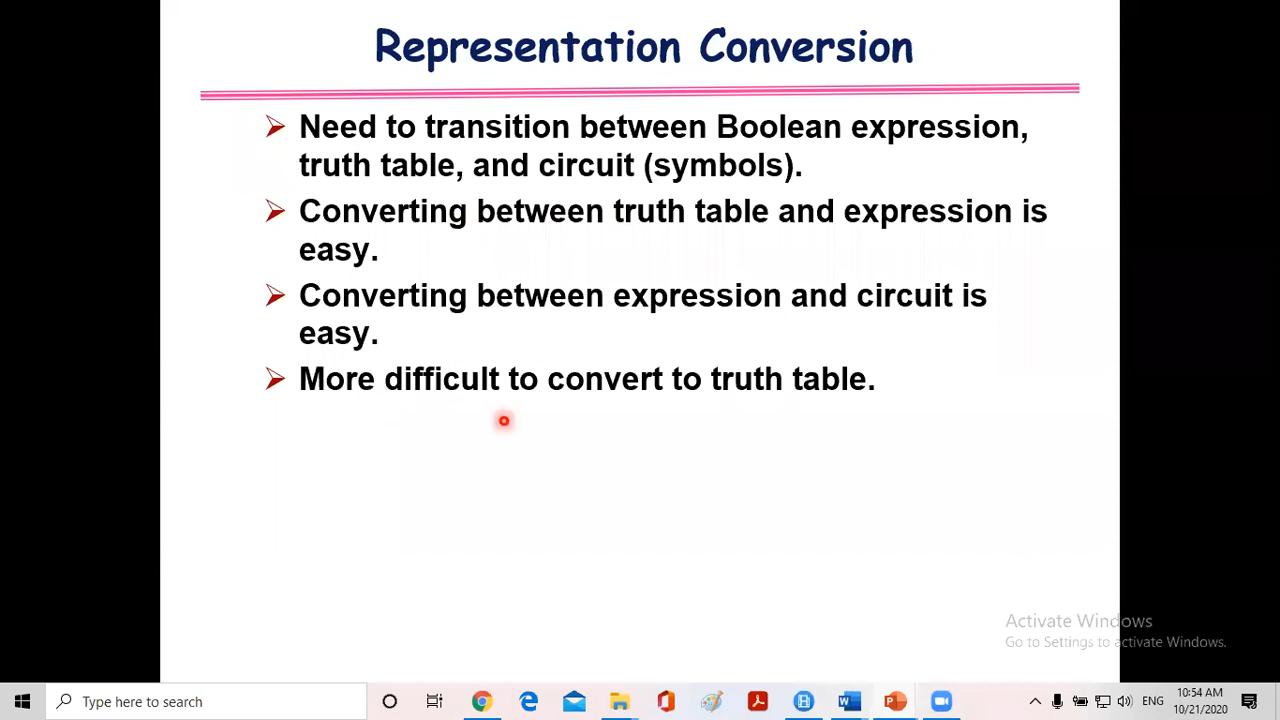 Representation Conversion
Need to transition between Boolean expression,
truth table, and circuit (symbols).
Converting between truth table and expression is
easy.
Converting between expression and circuit is
easy.
More difficult to convert to truth table.
Activate Windows
Go to Settings to activate Windows.
Type here to search
ENG
10:54 AM
10/21/2020